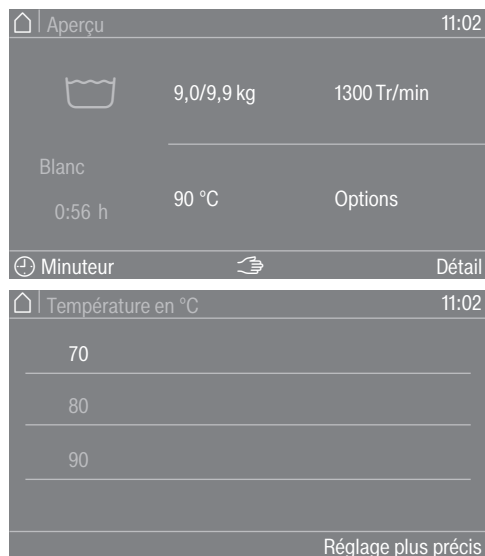 Aperçu 11:02
9,0/9,9 kg 1300 Tr/min
Blanc
0:56 h
90 °C Options
Minuteur Détail
Température en °C 11:02
70
80
90
Réglage plus précis